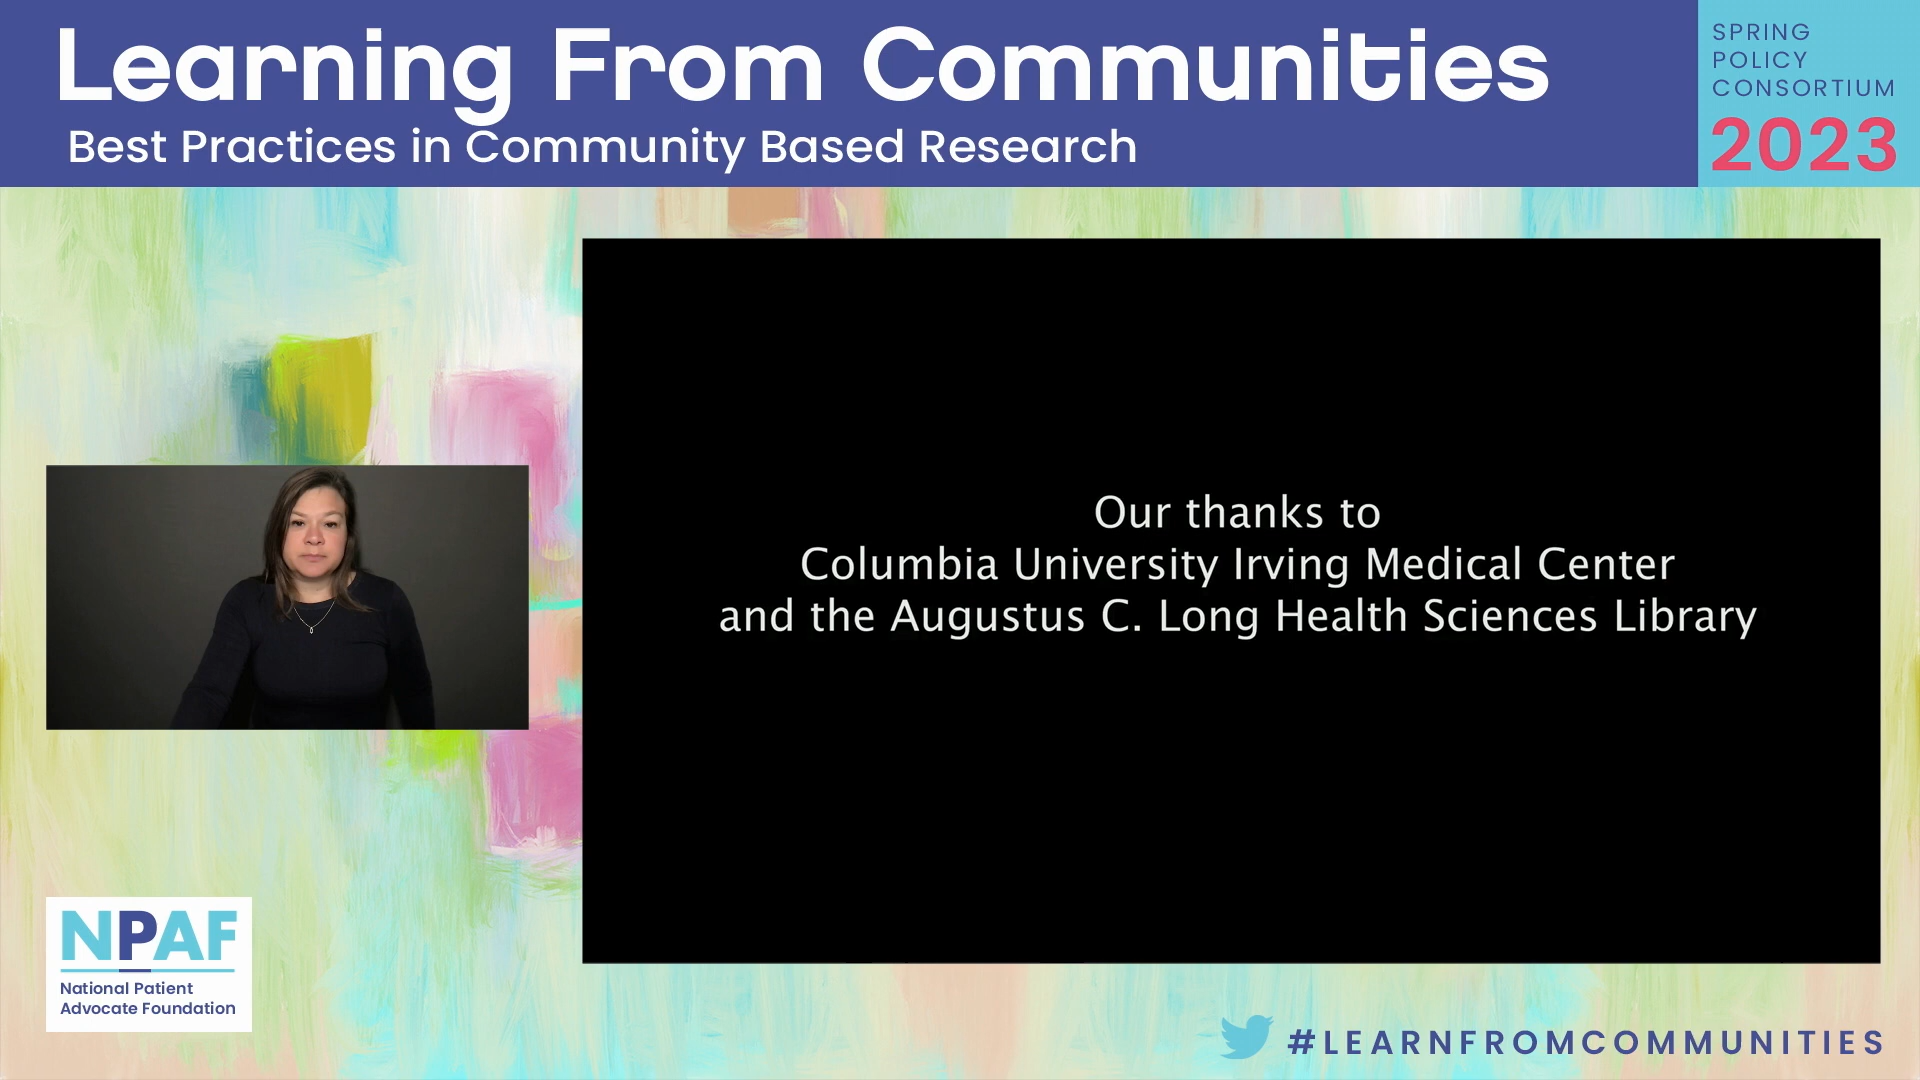 Learning From Communities
Best Practices in Community Based Research
SPRING
POLICY
CONSORTIUM
2023
Our thanks to
Columbia University Irving Medical Center
and the Augustus C. Long Health Sciences Library
NPAF
National Patient
Advocate Foundation
#LEARNFROMCOMMUNITIES